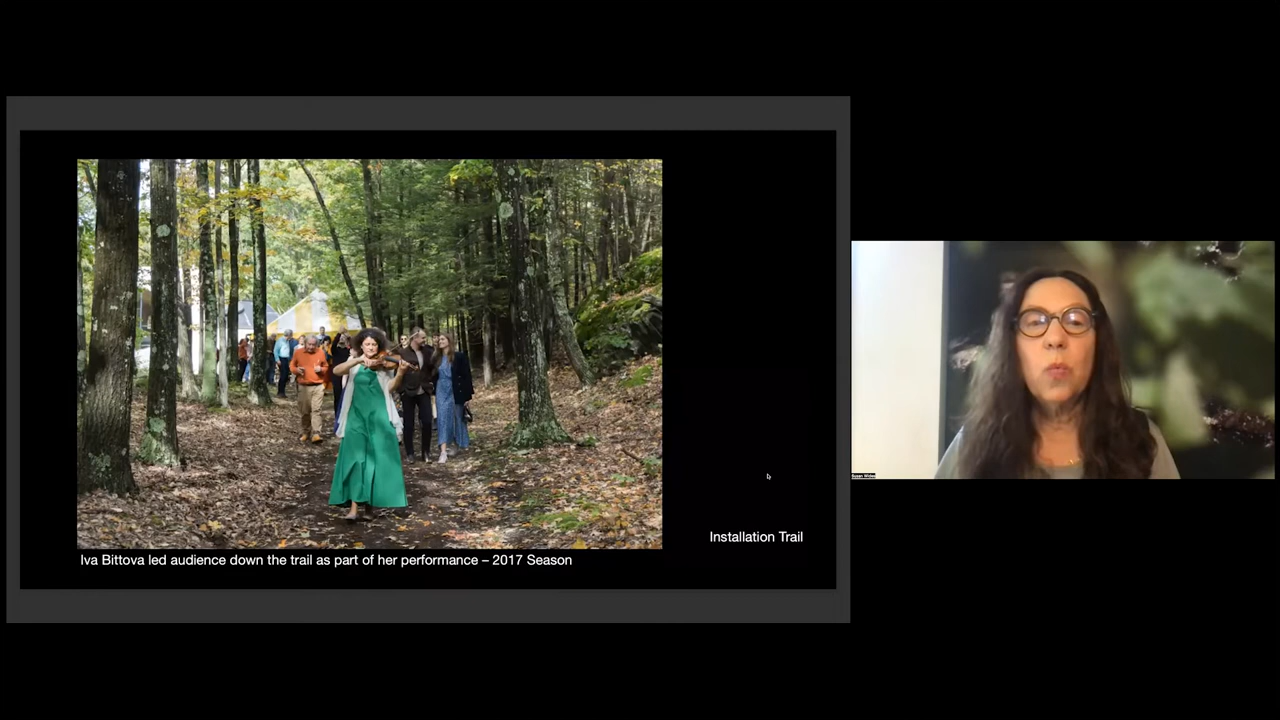 Iva Bittova led audience down the trail as part of her performance – 2017 Season
Installation Trail